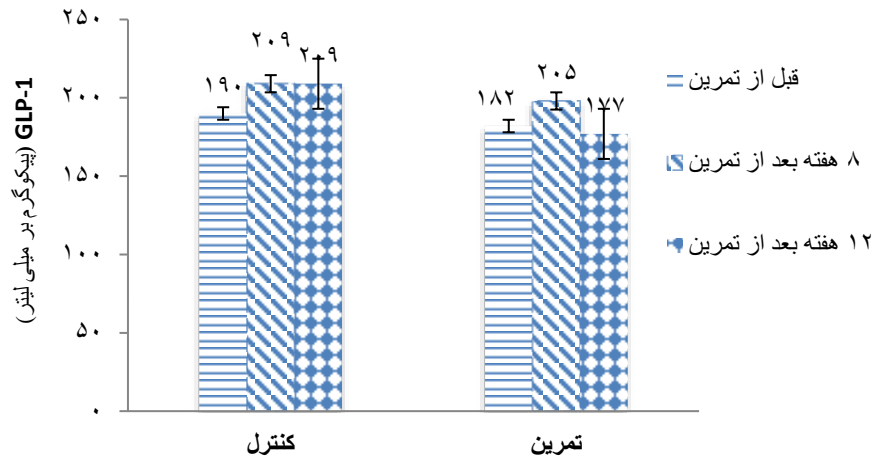 GLP-1 (پیکوگرم بر میلی لیتر)
۲۵۰
۲۰۰
۱۵۰
۱۰۰
۵۰
۰
۱۹۰
۲۰۹
۲۰۹
۱۸۲
۲۰۵
۱۷۷
کنترل
تمرین
قبل از تمرین
۸ هفته بعد از تمرین
۱۲ هفته بعد از تمرین